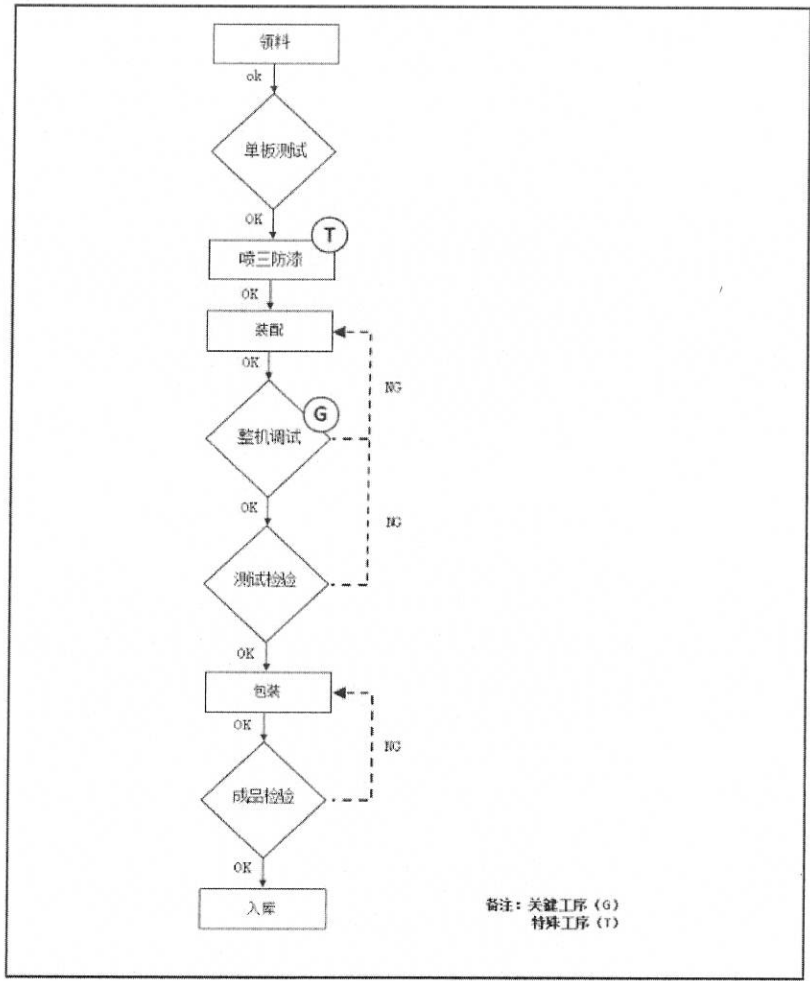 领料
ok
单板测试
OK
T
喷三防漆
OK
装配
OK
NG
G
整机调试
OK
NG
测试检验
OK
包装
OK
NG
成品检验
OK
入库
备注：关键工序（G）
特殊工序（T）